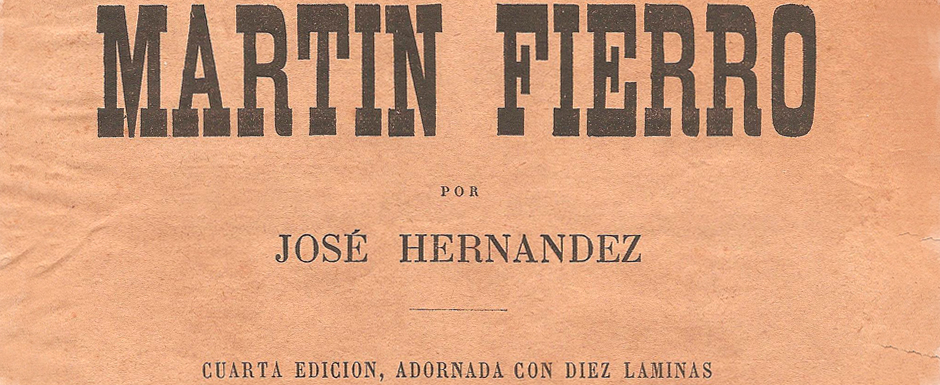 MARTIN FIERRO
POR
JOSÉ HERNANDEZ
CUARTA EDICION, ADORNADA CON DIEZ LAMINAS